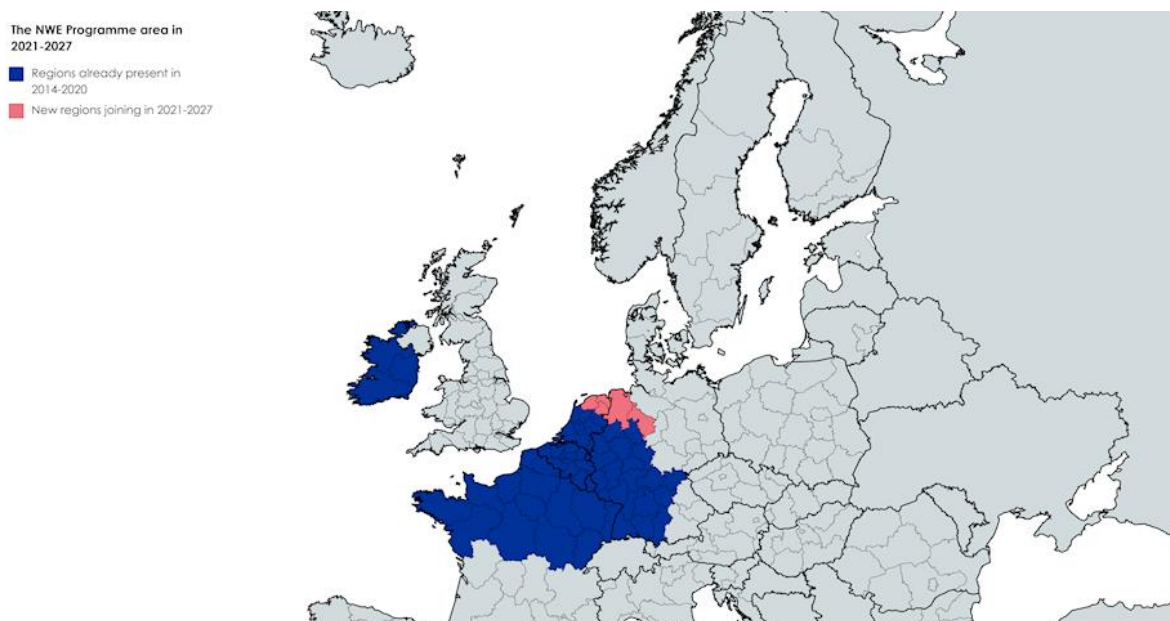 The NWE Programme area in
2021-2027
Regions already present in
2014-2020
New regions joining in 2021-2027